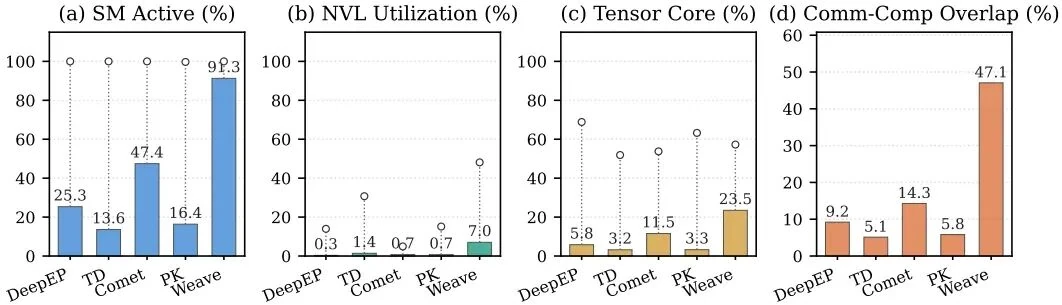 (a) SM Active (%)
100
80
60
40
20
0
25.3
13.6
47.4
16.4
91.3
DeepEP
TD
Comet
PK
Weave
(b) NVL Utilization (%)
100
80
60
40
20
0
0.3
1.4
0.7
0.7
7.0
DeepEP
TD
Comet
PK
Weave
(c) Tensor Core (%)
100
80
60
40
20
0
5.8
3.2
11.5
3.3
23.5
DeepEP
TD
Comet
PK
Weave
(d) Comm-Comp Overlap (%)
60
50
40
30
20
10
0
9.2
5.1
14.3
5.8
47.1
DeepEP
TD
Comet
PK
Weave